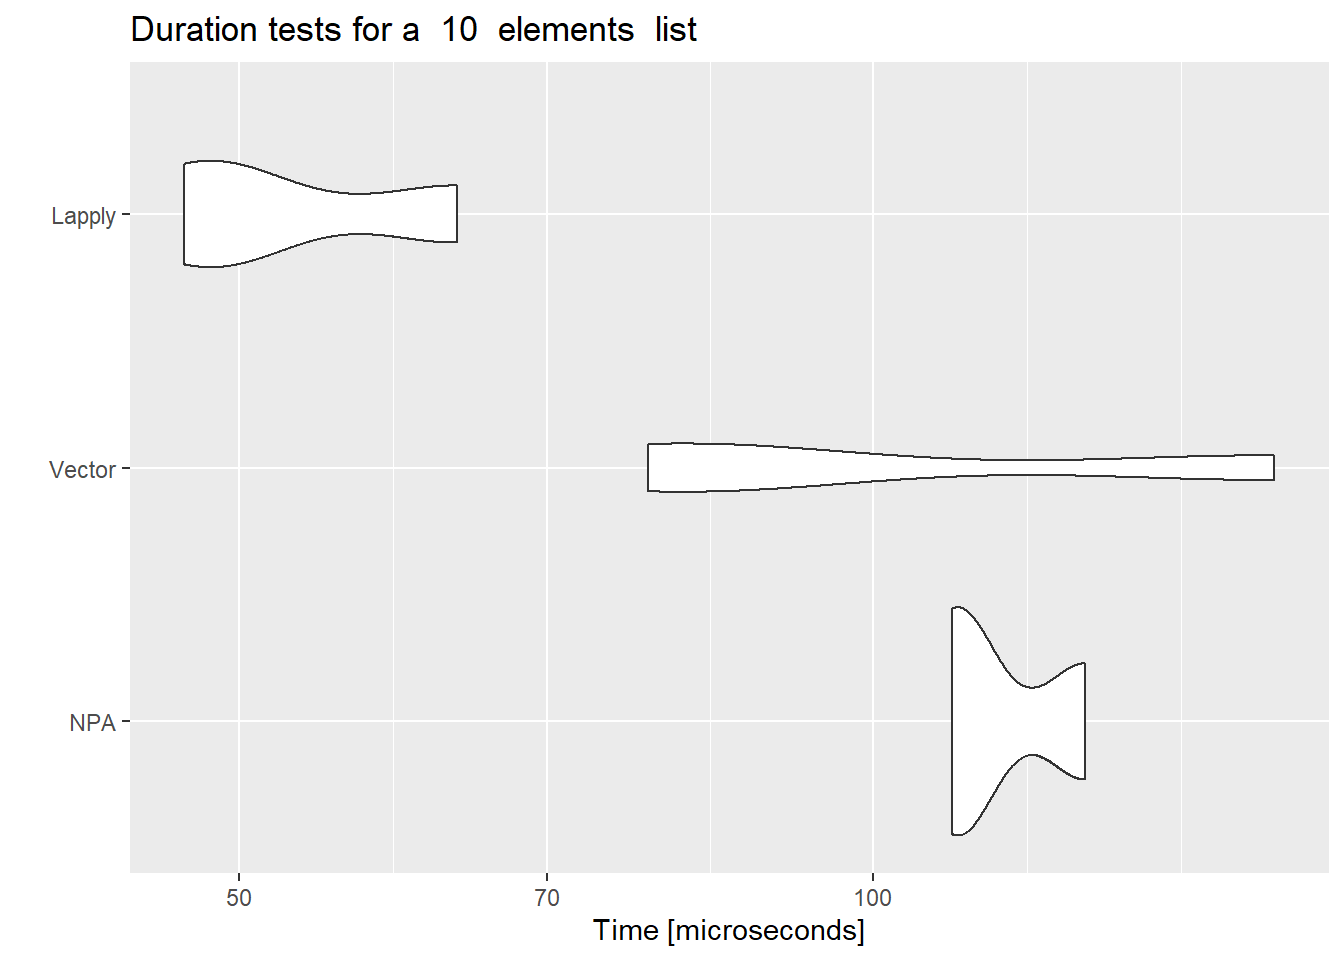 Duration tests for a  10  elements  list
Lapply
Vector
NPA
50 70 100
Time [microseconds]